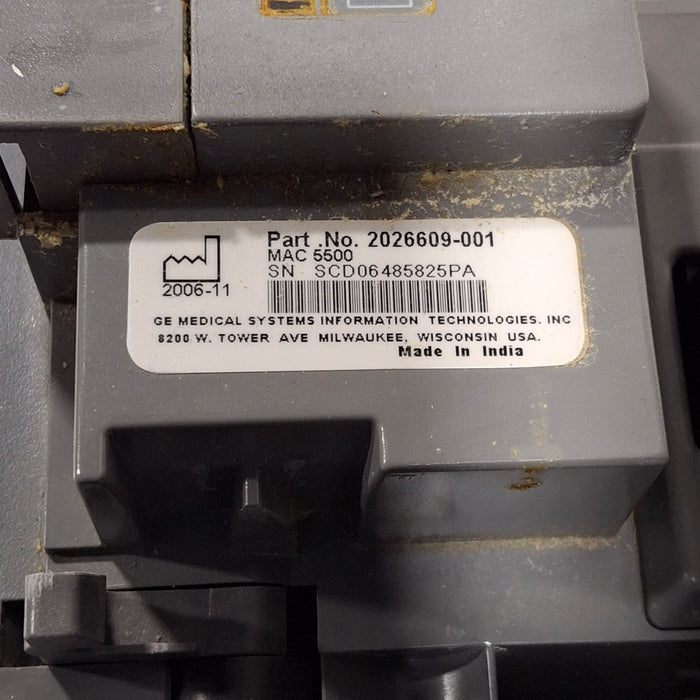 Part .No. 2026609-001
MAC 5500
SN SCD06485825PA
2006-11
GE MEDICAL SYSTEMS INFORMATION TECHNOLOGIES. INC
8200 W. TOWER AVE MILWAUKEE, WISCONSIN USA.
Made In India